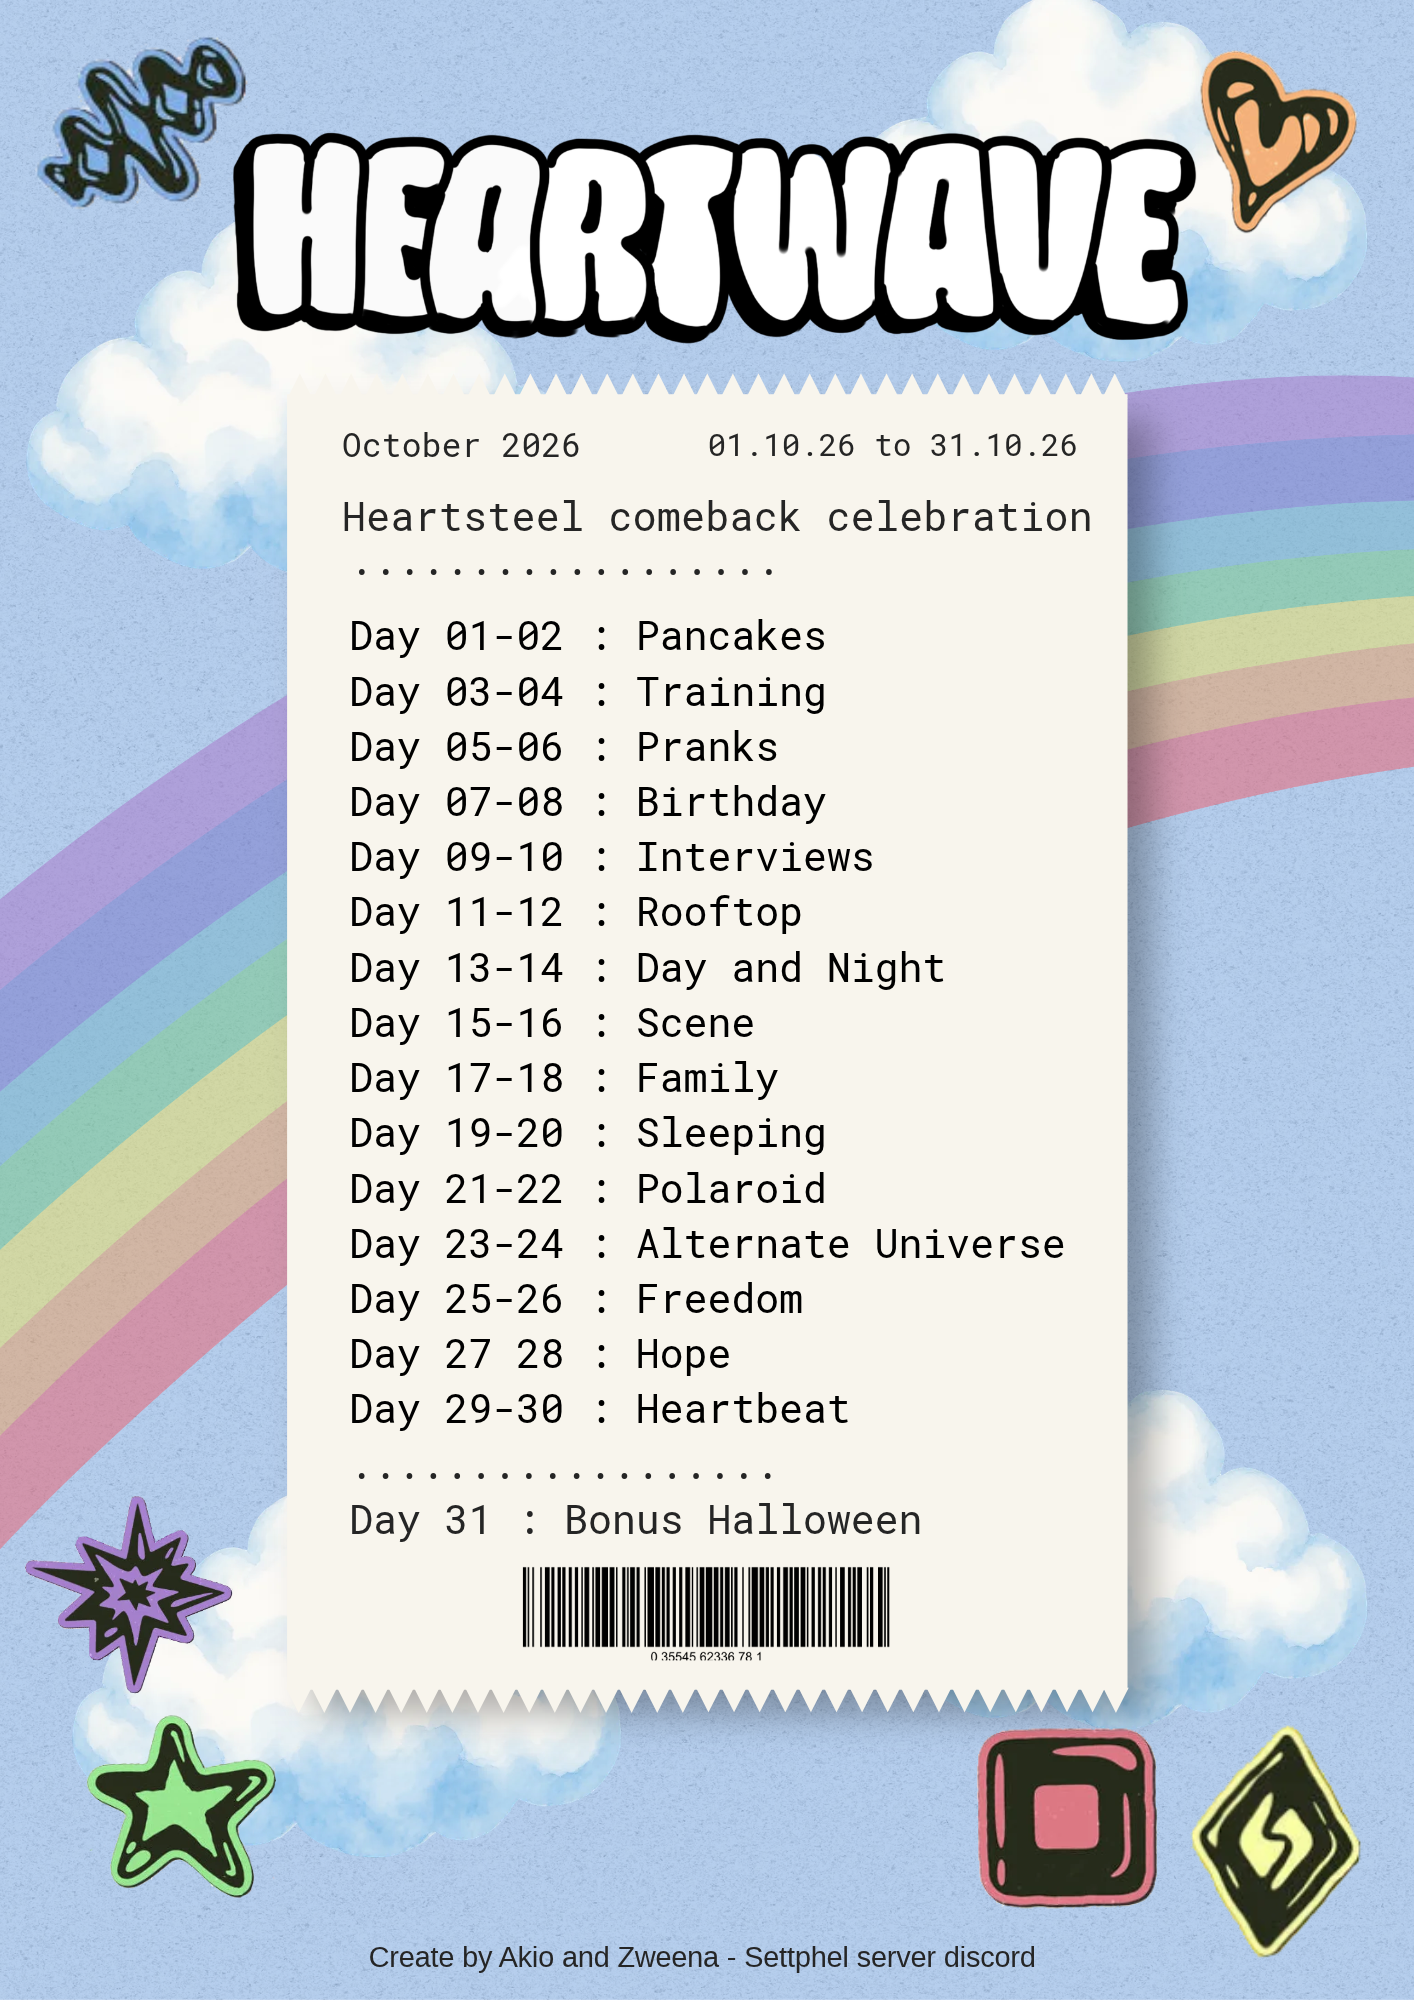 HEARTWAVE
October 2026 01.10.26 to 31.10.26
Heartsteel comeback celebration
..................
Day 01-02 : Pancakes
Day 03-04 : Training
Day 05-06 : Pranks
Day 07-08 : Birthday
Day 09-10 : Interviews
Day 11-12 : Rooftop
Day 13-14 : Day and Night
Day 15-16 : Scene
Day 17-18 : Family
Day 19-20 : Sleeping
Day 21-22 : Polaroid
Day 23-24 : Alternate Universe
Day 25-26 : Freedom
Day 27 28 : Hope
Day 29-30 : Heartbeat
..................
Day 31 : Bonus Halloween
0 35545 62336 78 1
Create by Akio and Zweena - Settphel server discord